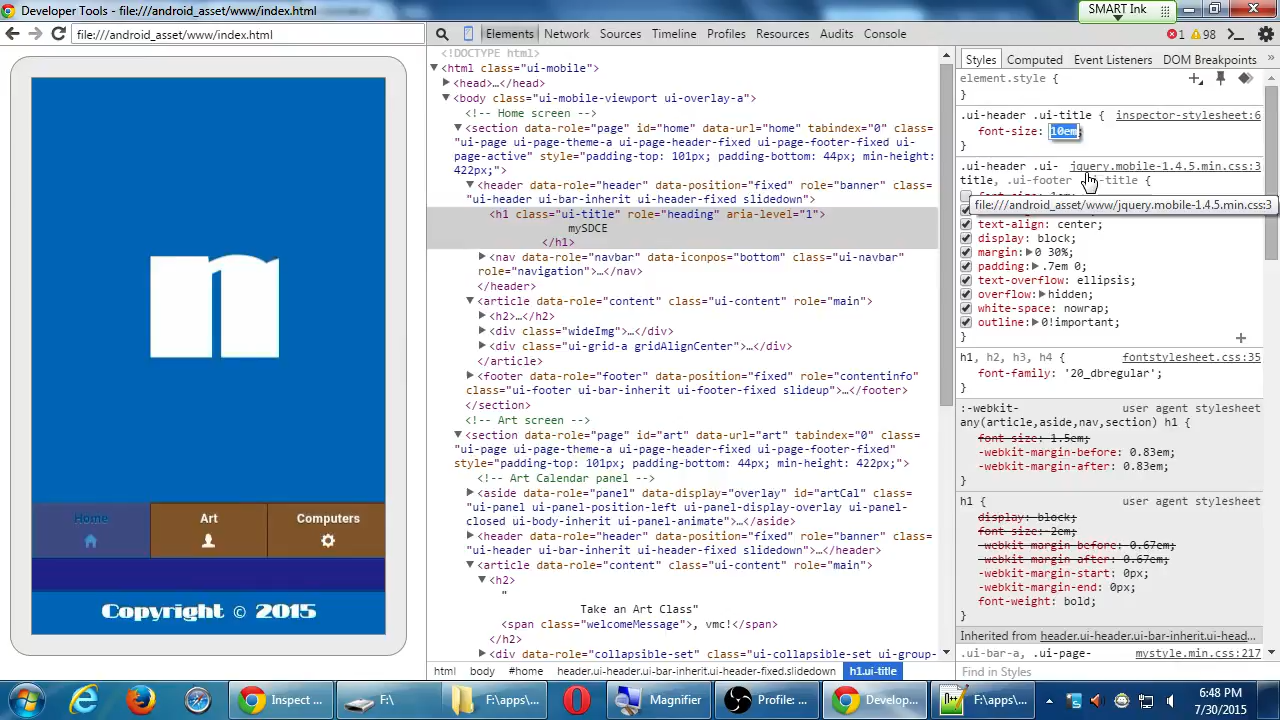 Developer Tools - file:///android_asset/www/index.html
SMART Ink
file:///android_asset/www/index.html
Elements Network Sources Timeline Profiles Resources Audits Console
1 98
<!DOCTYPE html>
<html class="ui-mobile">
<head>…</head>
<body class="ui-mobile-viewport ui-overlay-a">
<!-- Home screen -->
<section data-role="page" id="home" data-url="home" tabindex="0" class=
"ui-page ui-page-theme-a ui-page-header-fixed ui-page-footer-fixed ui-
page-active" style="padding-top: 101px; padding-bottom: 44px; min-height:
422px;">
<header data-role="header" data-position="fixed" role="banner" class=
"ui-header ui-bar-inherit ui-header-fixed slidedown">
<h1 class="ui-title" role="heading" aria-level="1">
mySDCE
</h1>
<nav data-role="navbar" data-iconpos="bottom" class="ui-navbar"
role="navigation">…</nav>
</header>
<article data-role="content" class="ui-content" role="main">
<h2>…</h2>
<div class="wideImg">…</div>
<div class="ui-grid-a gridAlignCenter">…</div>
</article>
<footer data-role="footer" data-position="fixed" role="contentinfo"
class="ui-footer ui-bar-inherit ui-footer-fixed slideup">…</footer>
</section>
<!-- Art screen -->
<section data-role="page" id="art" data-url="art" tabindex="0" class=
"ui-page ui-page-theme-a ui-page-header-fixed ui-page-footer-fixed"
style="padding-top: 101px; padding-bottom: 44px; min-height: 422px;">
<!-- Art Calendar panel -->
<aside data-role="panel" data-display="overlay" id="artCal" class=
"ui-panel ui-panel-position-left ui-panel-display-overlay ui-panel-
closed ui-body-inherit ui-panel-animate">…</aside>
<header data-role="header" data-position="fixed" role="banner" class=
"ui-header ui-bar-inherit ui-header-fixed slidedown">…</header>
<article data-role="content" class="ui-content" role="main">
<h2>
"
Take an Art Class"
<span class="welcomeMessage">, vmc!</span>
</h2>
<div data-role="collapsible-set" class="ui-collapsible-set ui-group-
html body #home header.ui-header.ui-bar-inherit.ui-header-fixed.slidedown h1.ui-title
Styles Computed Event Listeners DOM Breakpoints »
element.style {
}
.ui-header .ui-title { inspector-stylesheet:6
font-size: 10em;
}
.ui-header .ui- jquery.mobile-1.4.5.min.css:3
title, .ui-footer .ui-title {
file:///android_asset/www/jquery.mobile-1.4.5.min.css:3
text-align: center;
display: block;
margin: 0 30%;
padding: .7em 0;
text-overflow: ellipsis;
overflow: hidden;
white-space: nowrap;
outline: 0!important;
}
h1, h2, h3, h4 { fontstylesheet.css:35
font-family: '20_dbregular';
}
:-webkit- user agent stylesheet
any(article,aside,nav,section) h1 {
font-size: 1.5em;
-webkit-margin-before: 0.83em;
-webkit-margin-after: 0.83em;
}
h1 { user agent stylesheet
display: block;
font-size: 2em;
-webkit-margin-before: 0.67em;
-webkit-margin-after: 0.67em;
-webkit-margin-start: 0px;
-webkit-margin-end: 0px;
font-weight: bold;
}
Inherited from header.ui-header.ui-bar-inherit.ui-head…
.ui-bar-a, .ui-page- mystyle.min.css:217
Find in Styles
Home Art Computers
Copyright © 2015
Inspect ... F:\ F:\apps\... Magnifier Profile: ... Develop... F:\apps\...
6:48 PM
7/30/2015